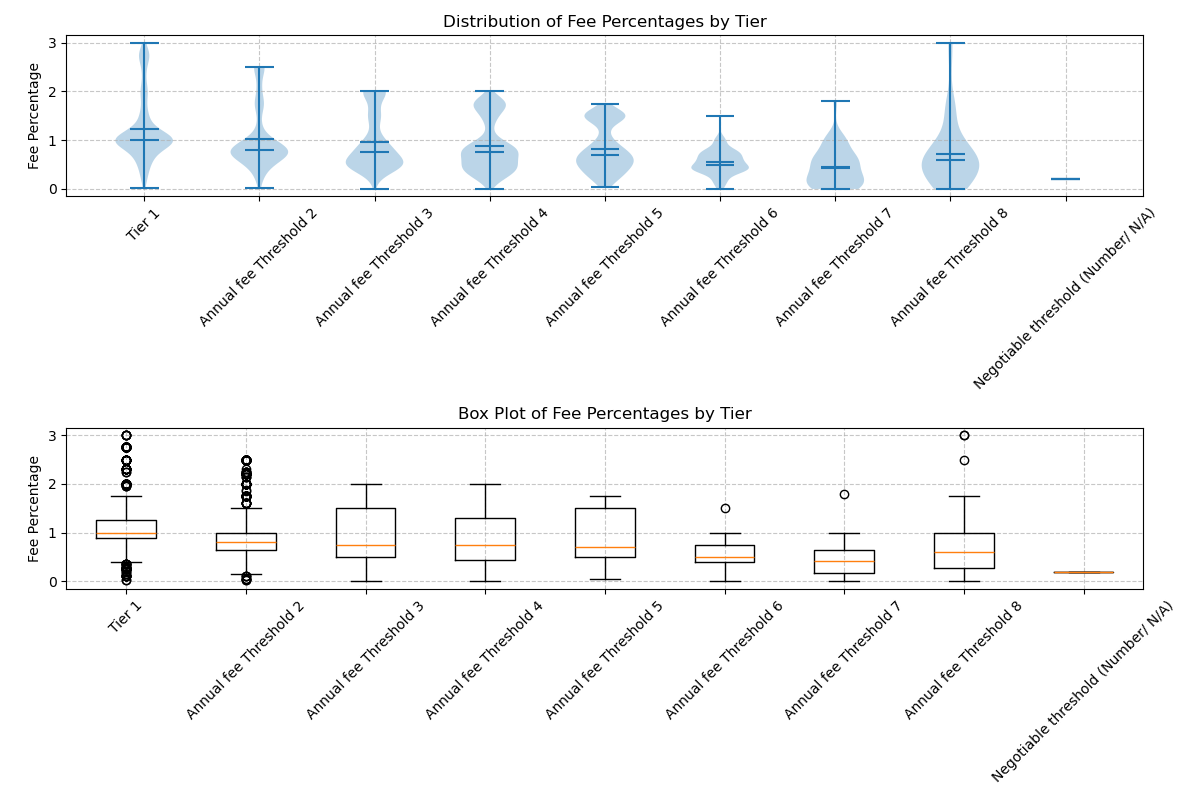 Distribution of Fee Percentages by Tier
Fee Percentage
3
2
1
0
Tier 1
Annual fee Threshold 2
Annual fee Threshold 3
Annual fee Threshold 4
Annual fee Threshold 5
Annual fee Threshold 6
Annual fee Threshold 7
Annual fee Threshold 8
Negotiable threshold (Number/ N/A)
Box Plot of Fee Percentages by Tier
Fee Percentage
3
2
1
0
Tier 1
Annual fee Threshold 2
Annual fee Threshold 3
Annual fee Threshold 4
Annual fee Threshold 5
Annual fee Threshold 6
Annual fee Threshold 7
Annual fee Threshold 8
Negotiable threshold (Number/ N/A)